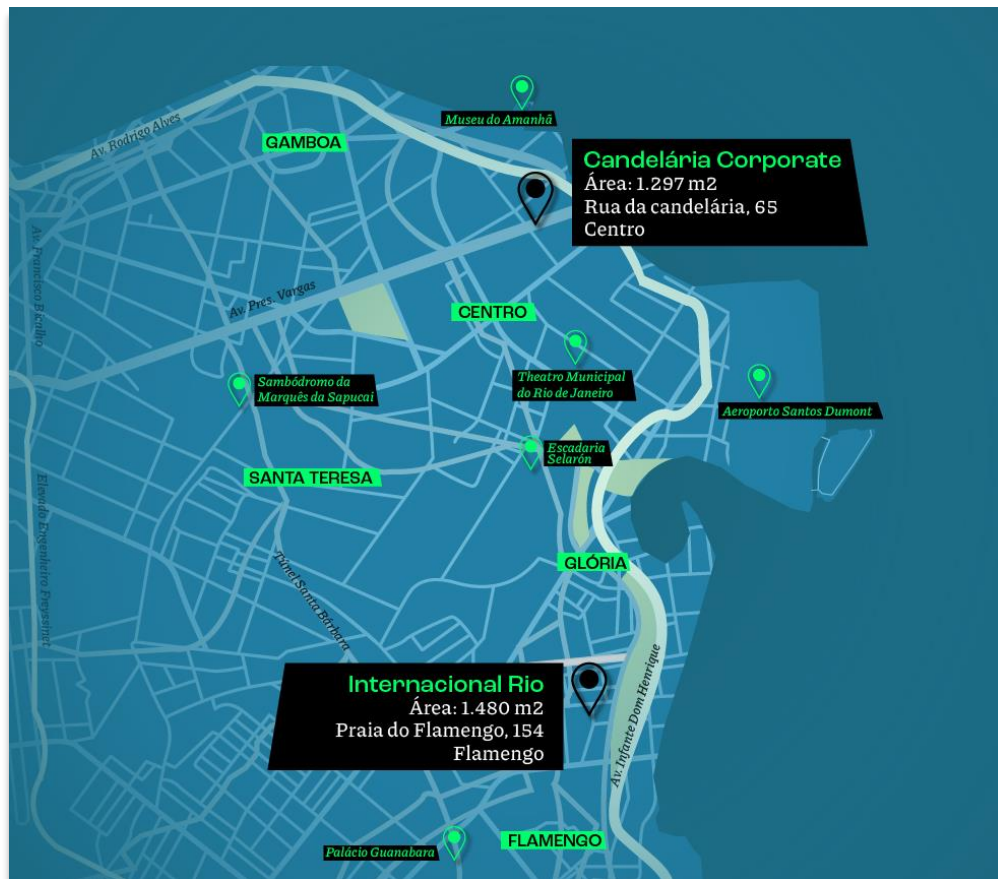 Museu do Amanhã
Av. Rodrigo Alves
GAMBOA
Candelária Corporate
Área: 1.297 m2
Rua da candelária, 65
Centro
Av. Francisco Bicalho
Av. Pres. Vargas
CENTRO
Sambódromo da
Marquês da Sapucai
Theatro Municipal
do Rio de Janeiro
Aeroporto Santos Dumont
Escadaria
Selarón
SANTA TERESA
Elevado Engenheiro Freyssinet
GLÓRIA
Túnel Santa Bárbara
Internacional Rio
Área: 1.480 m2
Praia do Flamengo, 154
Flamengo
Av. Infante Dom Henrique
FLAMENGO
Palácio Guanabara